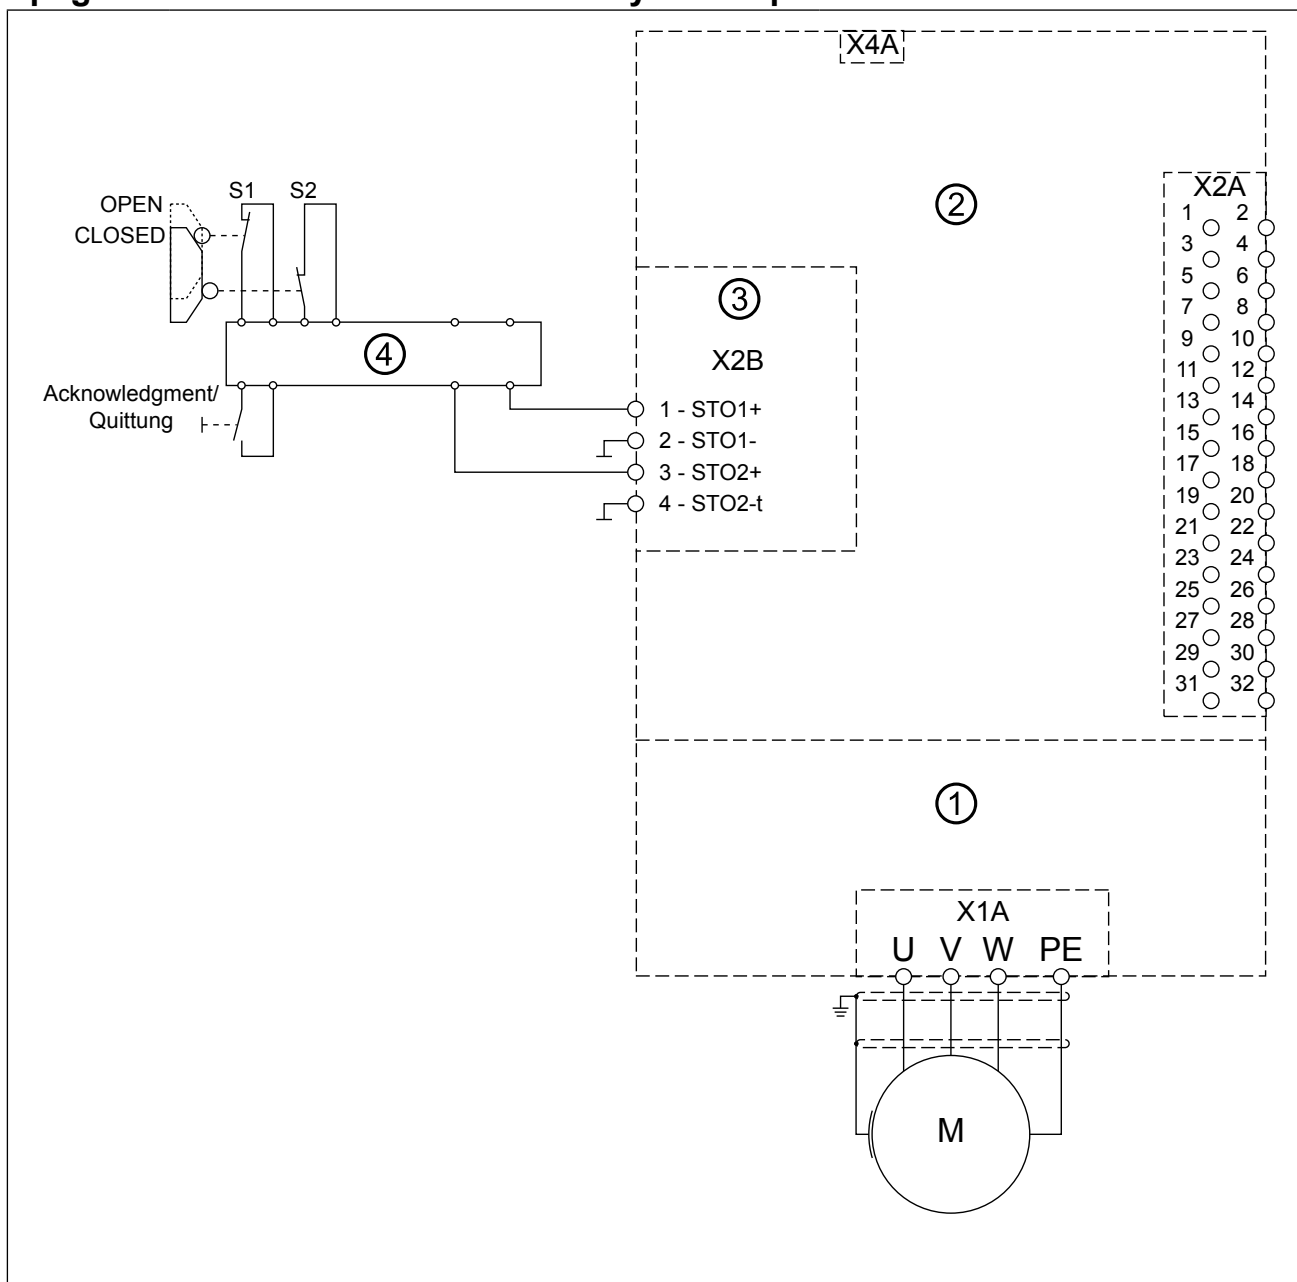 X4A
②
X2A
1 2
3 4
5 6
7 8
9 10
11 12
13 14
15 16
17 18
19 20
21 22
23 24
25 26
27 28
29 30
31 32
S1 S2
OPEN
CLOSED
③
X2B
④
Acknowledgment/
Quittung
1 - STO1+
2 - STO1-
3 - STO2+
4 - STO2-t
①
X1A
U V W PE
M